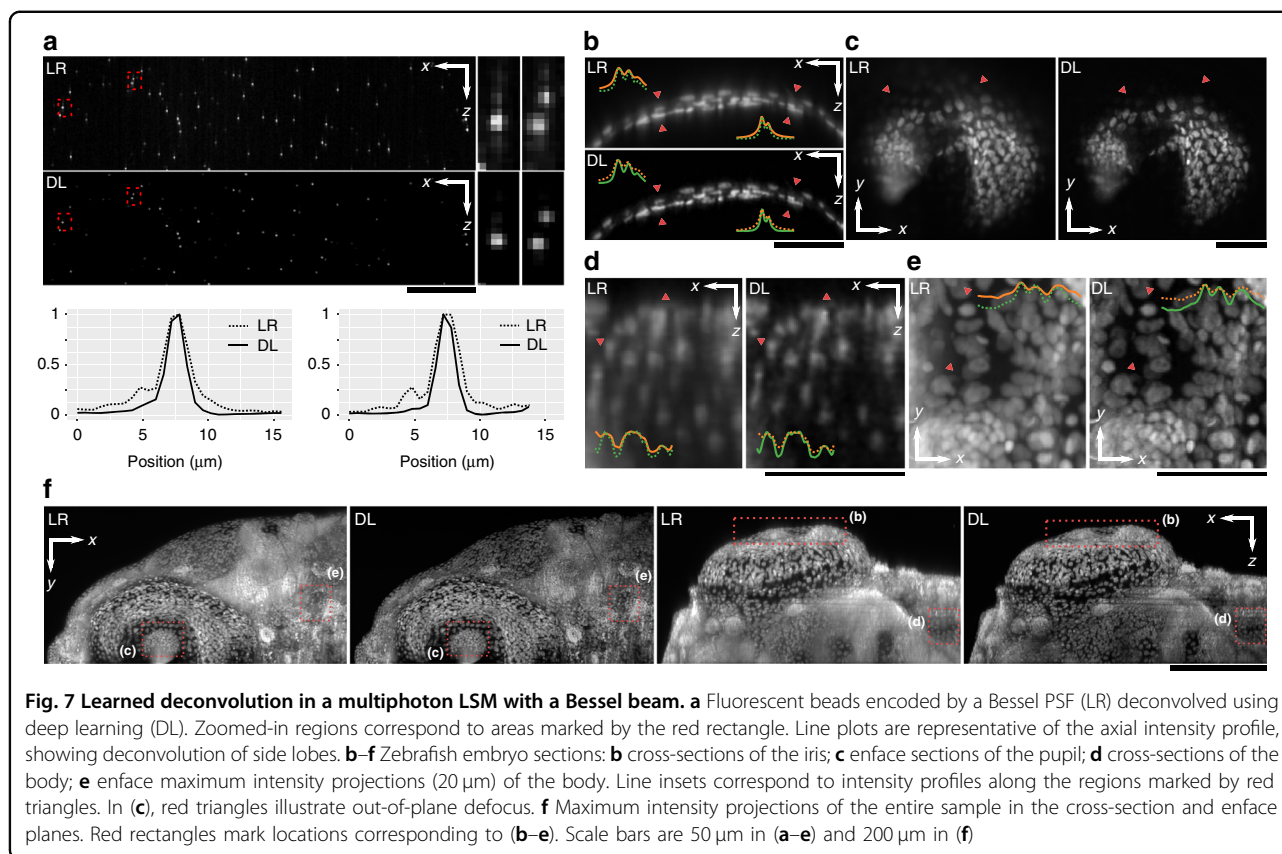 a
LR
x
z
DL
x
z
1
0.5
0
LR
DL
0 5 10 15
Position (μm)
1
0.5
0
LR
DL
0 5 10 15
Position (μm)
b
LR
x
z
DL
x
z
c
LR
y
x
DL
y
x
d
LR
x
z
DL
x
z
e
LR
y
x
DL
y
x
f
LR
x
y
(e)
(c)
DL
(e)
(c)
LR
(b)
(d)
DL
(b)
x
z
(d)
Fig. 7 Learned deconvolution in a multiphoton LSM with a Bessel beam. a Fluorescent beads encoded by a Bessel PSF (LR) deconvolved using
deep learning (DL). Zoomed-in regions correspond to areas marked by the red rectangle. Line plots are representative of the axial intensity profile,
showing deconvolution of side lobes. b–f Zebrafish embryo sections: b cross-sections of the iris; c enface sections of the pupil; d cross-sections of the
body; e enface maximum intensity projections (20 μm) of the body. Line insets correspond to intensity profiles along the regions marked by red
triangles. In (c), red triangles illustrate out-of-plane defocus. f Maximum intensity projections of the entire sample in the cross-section and enface
planes. Red rectangles mark locations corresponding to (b–e). Scale bars are 50 μm in (a–e) and 200 μm in (f)